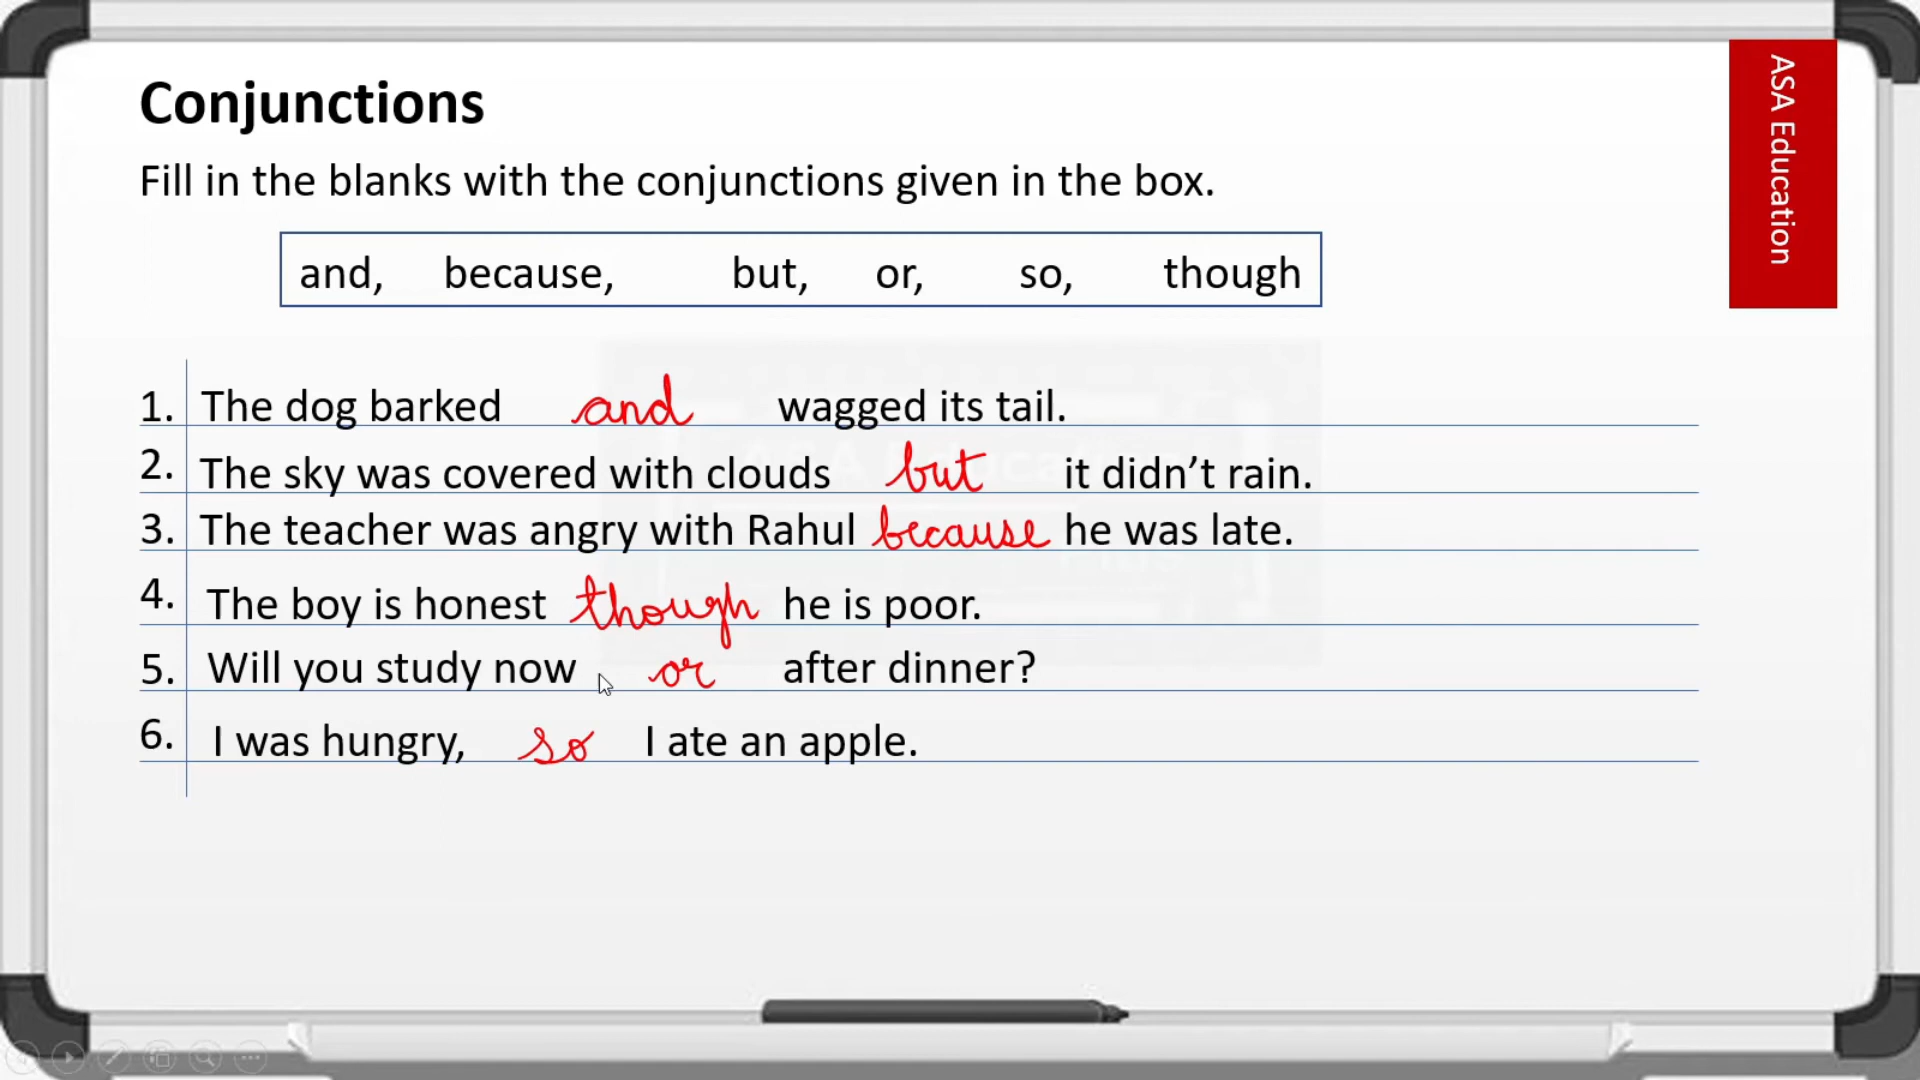 Conjunctions
ASA Education
Fill in the blanks with the conjunctions given in the box.
and, because, but, or, so, though
1. The dog barked and wagged its tail.
2. The sky was covered with clouds but it didn’t rain.
3. The teacher was angry with Rahul because he was late.
4. The boy is honest though he is poor.
5. Will you study now or after dinner?
6. I was hungry, so I ate an apple.